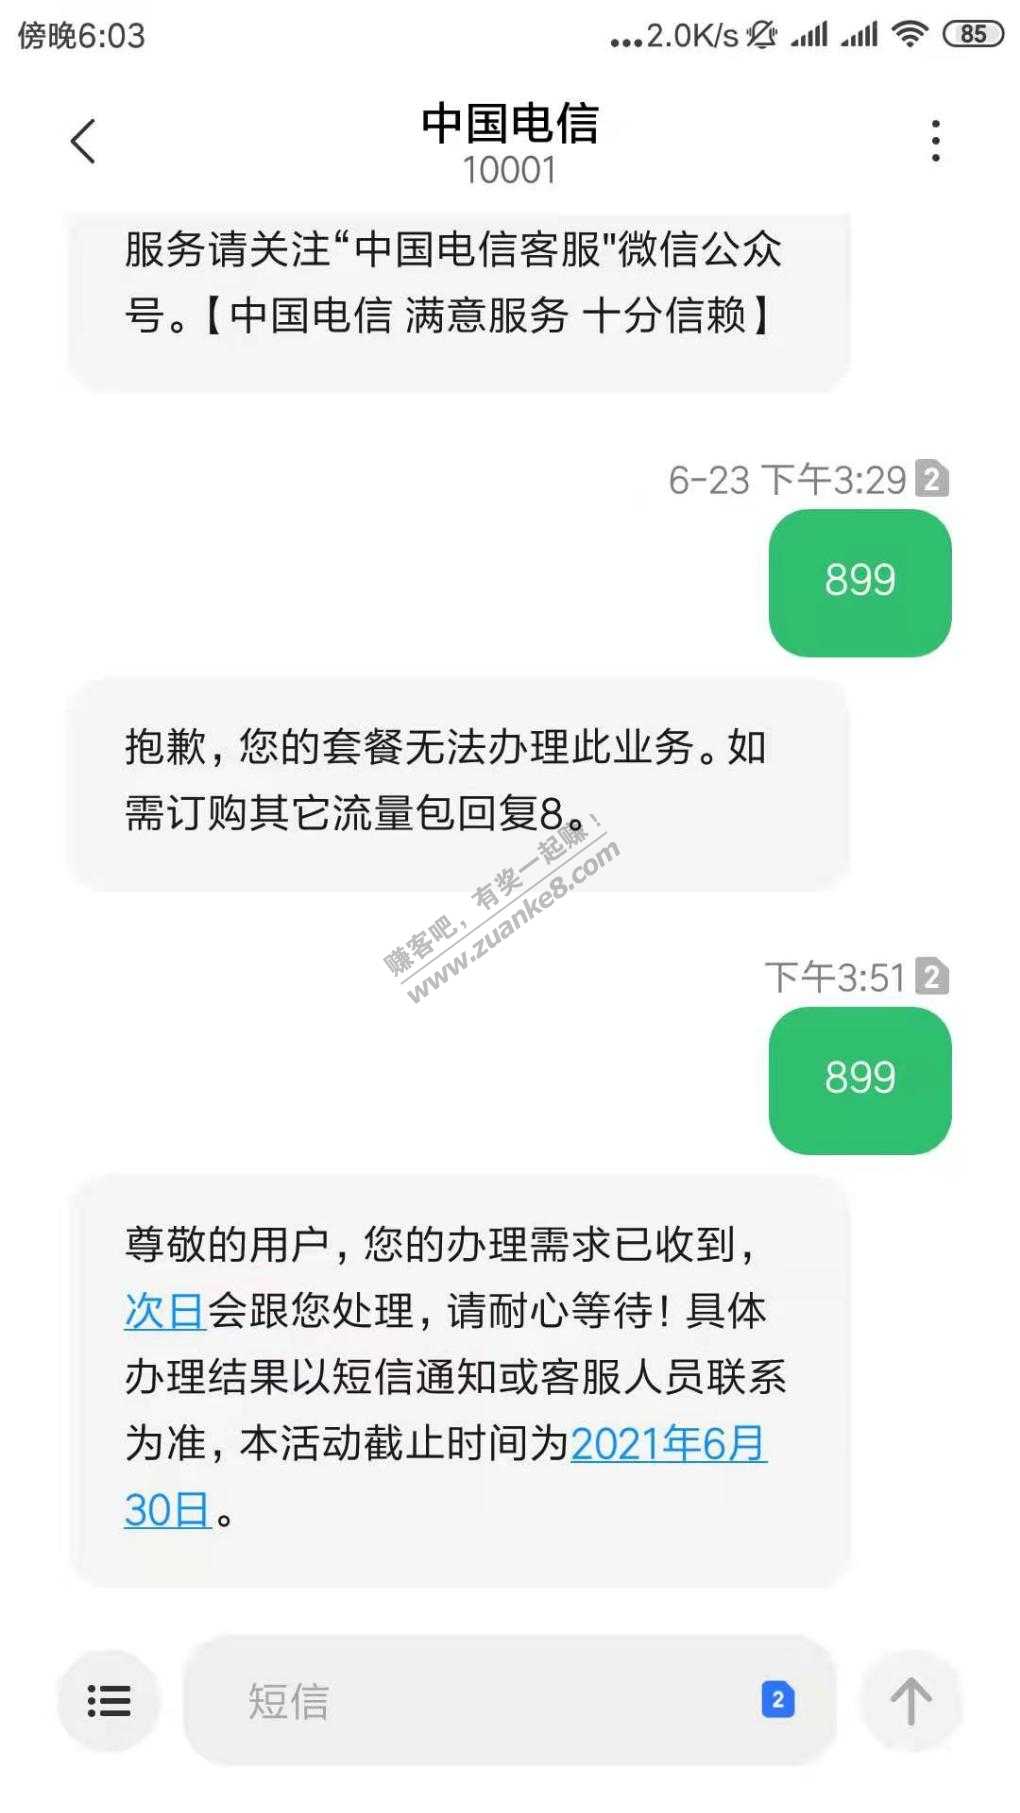 傍晚6:03
...2.0K/s
85
中国电信
10001
服务请关注“中国电信客服"微信公众
号。【中国电信 满意服务 十分信赖】
6-23 下午3:29 2
899
抱歉，您的套餐无法办理此业务。如
需订购其它流量包回复8。
赚客吧，有奖一起赚！
www.zuanke8.com
下午3:51 2
899
尊敬的用户，您的办理需求已收到，
次日会跟您处理，请耐心等待！具体
办理结果以短信通知或客服人员联系
为准，本活动截止时间为2021年6月
30日。
短信
2